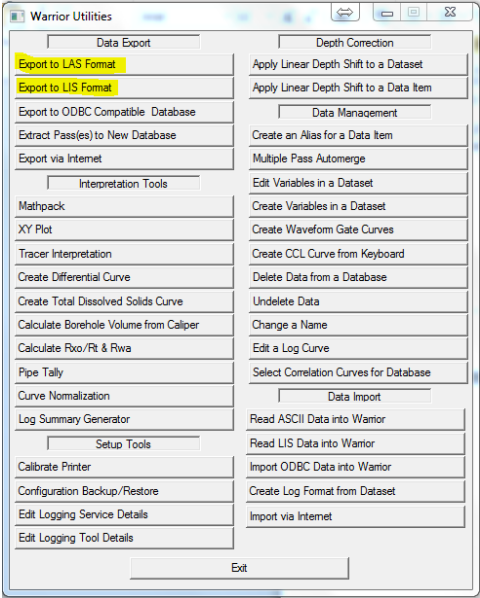 Warrior Utilities
Data Export
Export to LAS Format
Export to LIS Format
Export to ODBC Compatible Database
Extract Pass(es) to New Database
Export via Internet
Interpretation Tools
Mathpack
XY Plot
Tracer Interpretation
Create Differential Curve
Create Total Dissolved Solids Curve
Calculate Borehole Volume from Caliper
Calculate Rxo/Rt & Rwa
Pipe Tally
Curve Normalization
Log Summary Generator
Setup Tools
Calibrate Printer
Configuration Backup/Restore
Edit Logging Service Details
Edit Logging Tool Details
Depth Correction
Apply Linear Depth Shift to a Dataset
Apply Linear Depth Shift to a Data Item
Data Management
Create an Alias for a Data Item
Multiple Pass Automerge
Edit Variables in a Dataset
Create Variables in a Dataset
Create Waveform Gate Curves
Create CCL Curve from Keyboard
Delete Data from a Database
Undelete Data
Change a Name
Edit a Log Curve
Select Correlation Curves for Database
Data Import
Read ASCII Data into Warrior
Read LIS Data into Warrior
Import ODBC Data into Warrior
Create Log Format from Dataset
Import via Internet
Exit